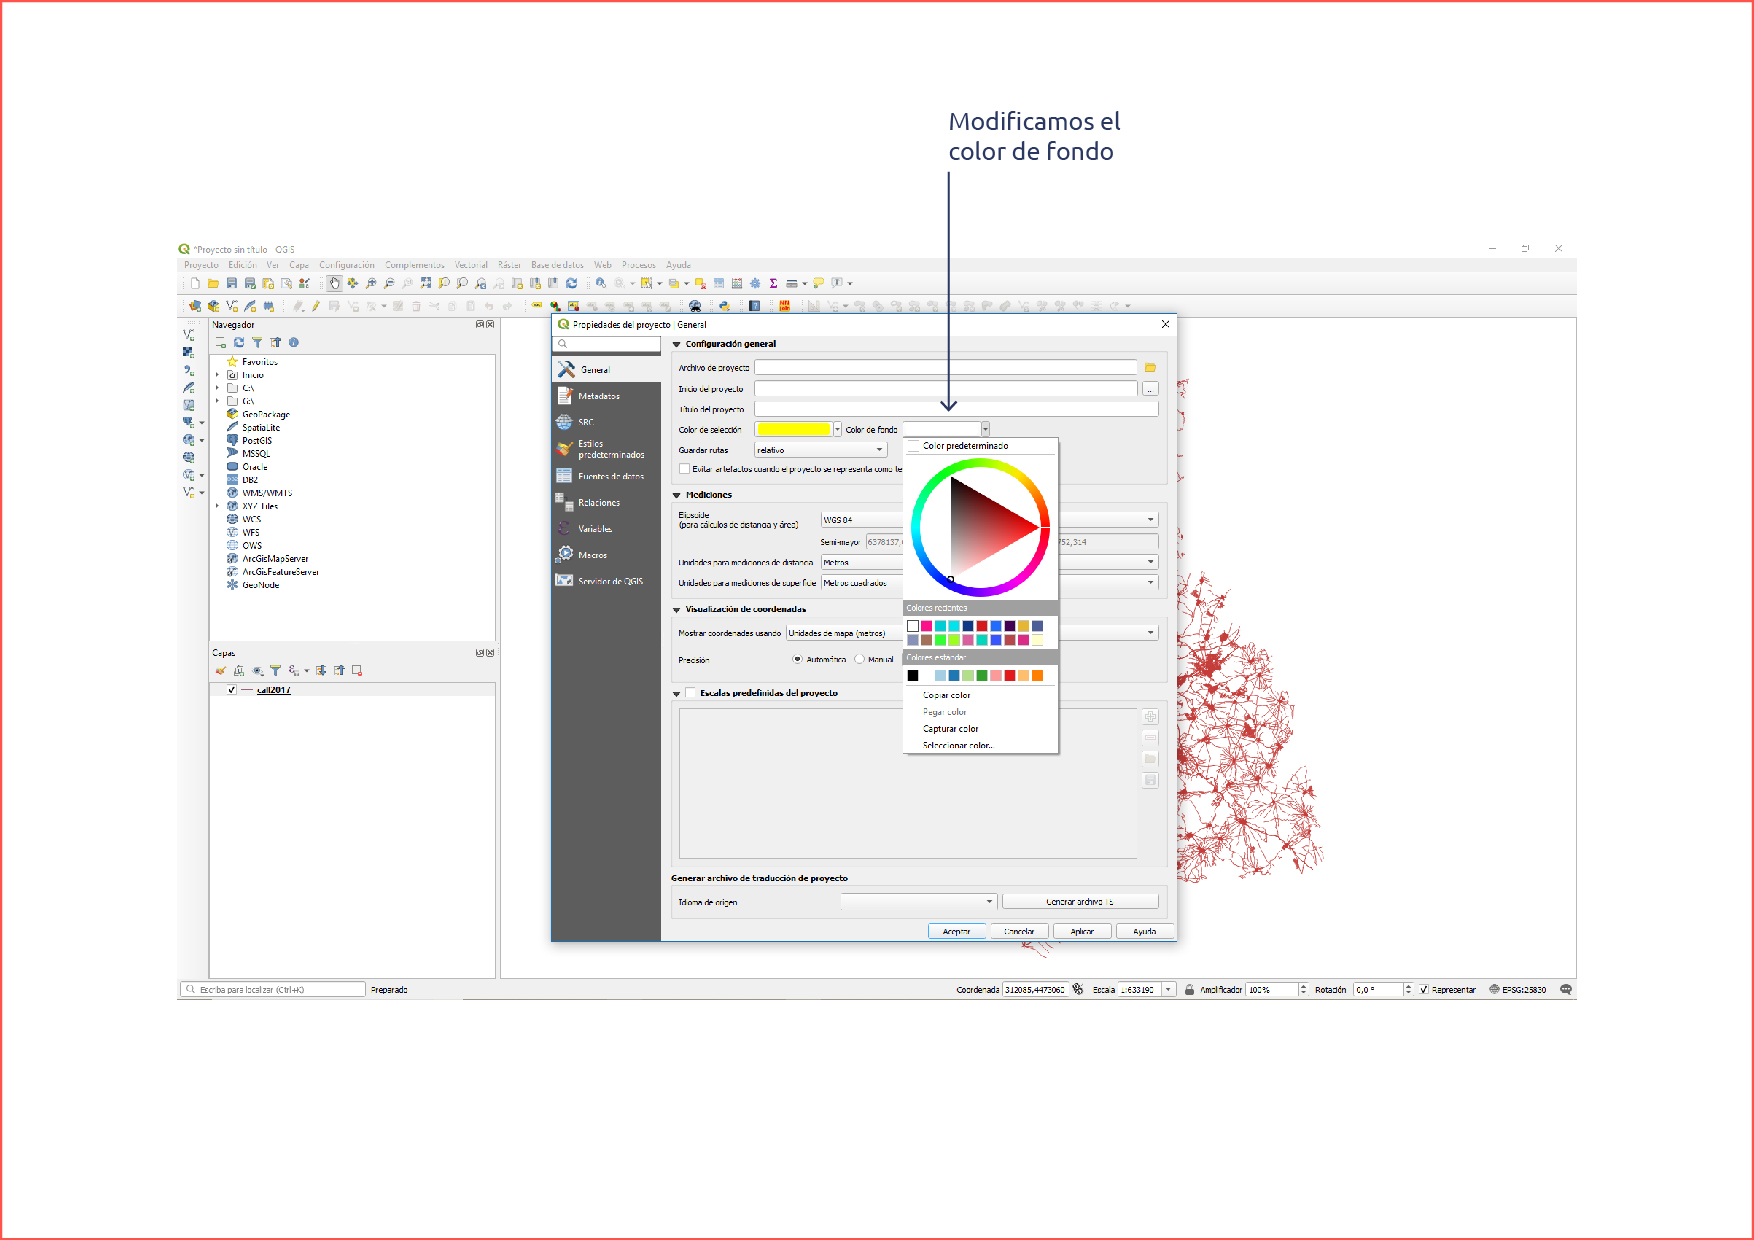 Modificamos el
color de fondo
*Proyecto sin título - QGIS
Proyecto Edición Ver Capa Configuración Complementos Vectorial Ráster Base de datos Web Procesos Ayuda
Navegador
Favoritos
Inicio
C:\
G:\
GeoPackage
SpatiaLite
PostGIS
MSSQL
Oracle
DB2
WMS/WMTS
XYZ Tiles
WCS
WFS
OWS
ArcGisMapServer
ArcGisFeatureServer
GeoNode
Capas
call2017
Propiedades del proyecto | General
General
Metadatos
SRC
Estilos
predeterminados
Fuentes de datos
Relaciones
Variables
Macros
Servidor de QGIS
Configuración general
Archivo de proyecto
Inicio del proyecto
...
Título del proyecto
Color de selección Color de fondo
Guardar rutas relativo
Evitar artefactos cuando el proyecto se representa como te
Mediciones
Elipsoide
(para cálculos de distancia y área) WGS 84
Semi-mayor 6378137, 752,314
Unidades para mediciones de distancia Metros
Unidades para mediciones de superficie Metros cuadrados
Visualización de coordenadas
Mostrar coordenadas usando Unidades de mapa (metros)
Precisión Automática Manual
Escalas predefinidas del proyecto
Color predeterminado
Colores recientes
Colores estándar
Copiar color
Pegar color
Capturar color
Seleccionar color...
Generar archivo de traducción de proyecto
Idioma de origen Generar archivo TS
Aceptar Cancelar Aplicar Ayuda
Escriba para localizar (Ctrl+K) Preparado Coordenada 312085,4473060 Escala 1:633190 Amplificador 100% Rotación 0,0 ° Representar EPSG:25830